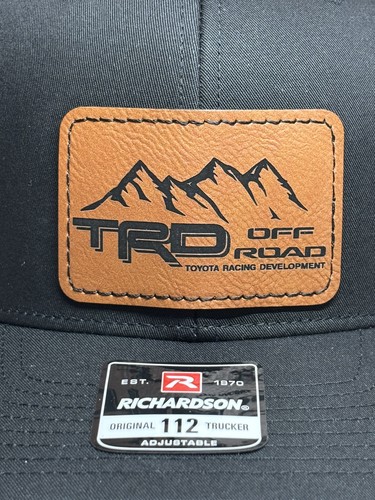 TRD OFF ROAD
TOYOTA RACING DEVELOPMENT
EST. R 1970
RICHARDSON®
ORIGINAL 112 TRUCKER
ADJUSTABLE